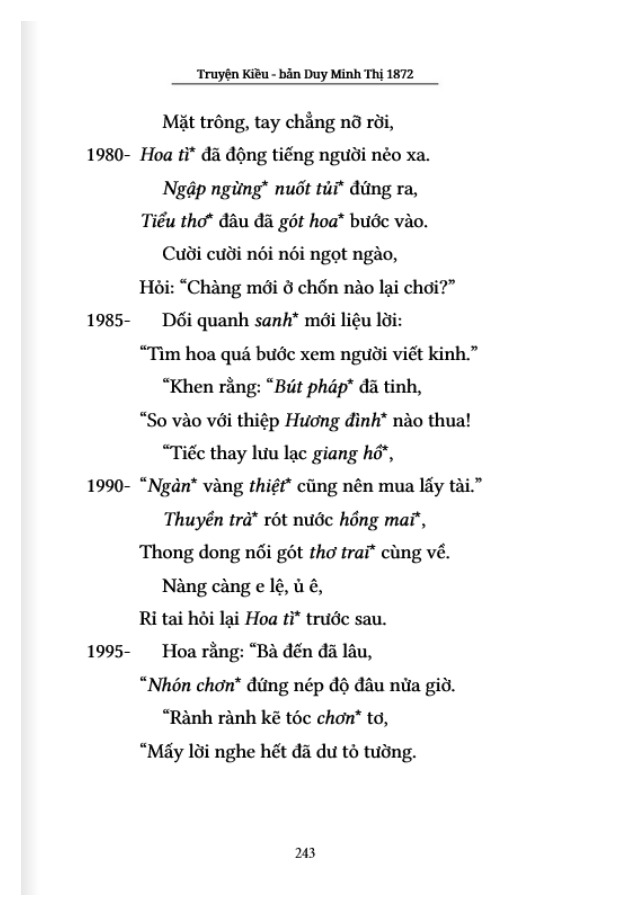 Truyện Kiều - bản Duy Minh Thị 1872
Mặt trông, tay chẳng nỡ rời,
1980- Hoa tì* đã động tiếng người nẻo xa.
Ngập ngừng* nuốt tủi* đứng ra,
Tiểu thơ* đâu đã gót hoa* bước vào.
Cười cười nói nói ngọt ngào,
Hỏi: “Chàng mới ở chốn nào lại chơi?”
1985- Dối quanh sanh* mới liệu lời:
“Tìm hoa quá bước xem người viết kinh.”
“Khen rằng: “Bút pháp* đã tinh,
“So vào với thiệp Hương đình* nào thua!
“Tiếc thay lưu lạc giang hồ*,
1990- “Ngàn* vàng thiệt* cũng nên mua lấy tài.”
Thuyền trà* rót nước hồng mai*,
Thong dong nối gót thơ trai* cùng về.
Nàng càng e lệ, ủ ê,
Rỉ tai hỏi lại Hoa tì* trước sau.
1995- Hoa rằng: “Bà đến đã lâu,
“Nhón chơn* đứng nép độ đâu nửa giờ.
“Rành rành kẽ tóc chơn* tơ,
“Mấy lời nghe hết đã dư tỏ tường.
243